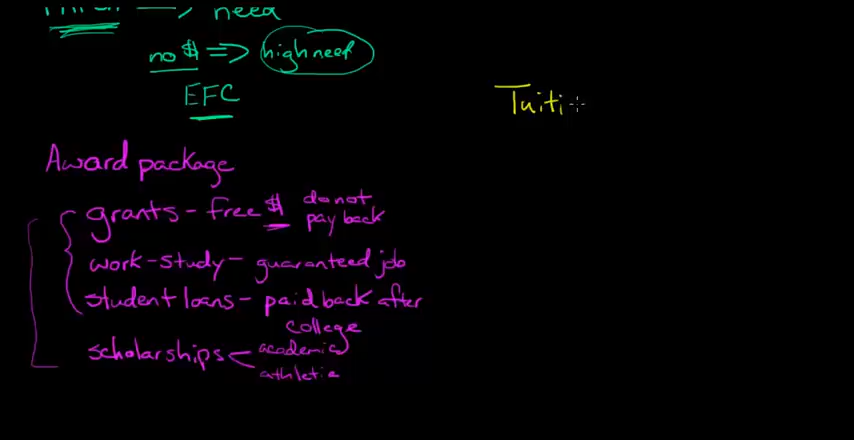 need
no $ => high need
EFC
Tuiti
Award package
grants - free $ do not
pay back
work-study - guaranteed job
student loans - paid back after
college
scholarships < academic
athletic